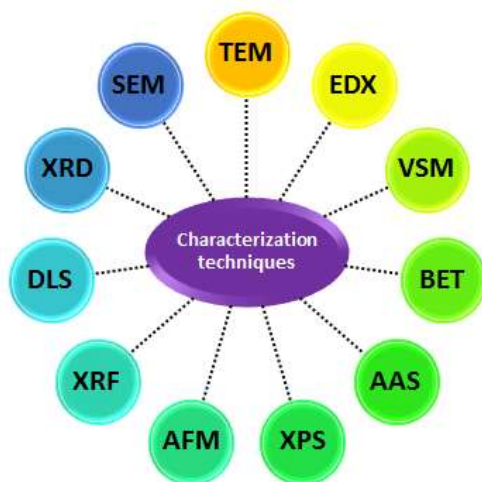 TEM
SEM
EDX
XRD
VSM
Characterization
techniques
DLS
BET
XRF
AAS
AFM
XPS